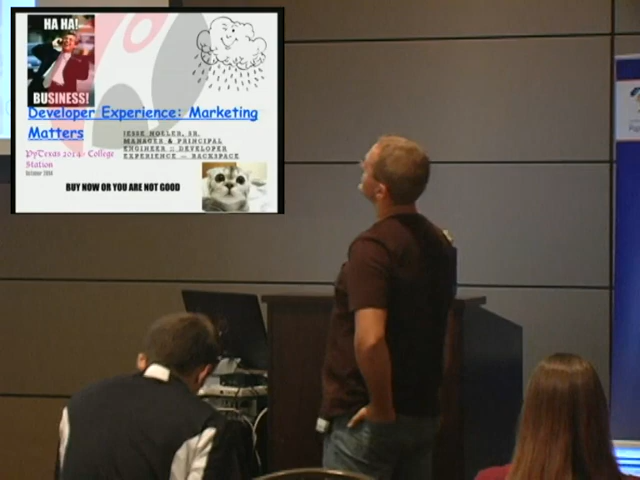 HA HA!
BUSINESS!
Developer Experience: Marketing
Matters
JESSE NOLLER, SR.
MANAGER & PRINCIPAL
ENGINEER :: DEVELOPER
EXPERIENCE — RACKSPACE
PyTexas 2014 - College
Station
October 2014
BUY NOW OR YOU ARE NOT GOOD